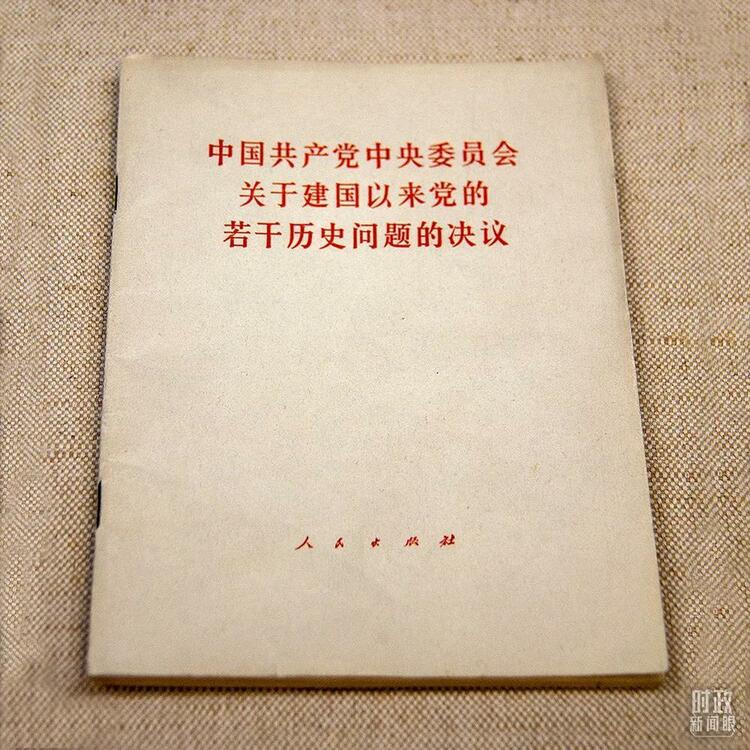 中国共产党中央委员会
关于建国以来党的
若干历史问题的决议
人民出版社
时政
新闻眼